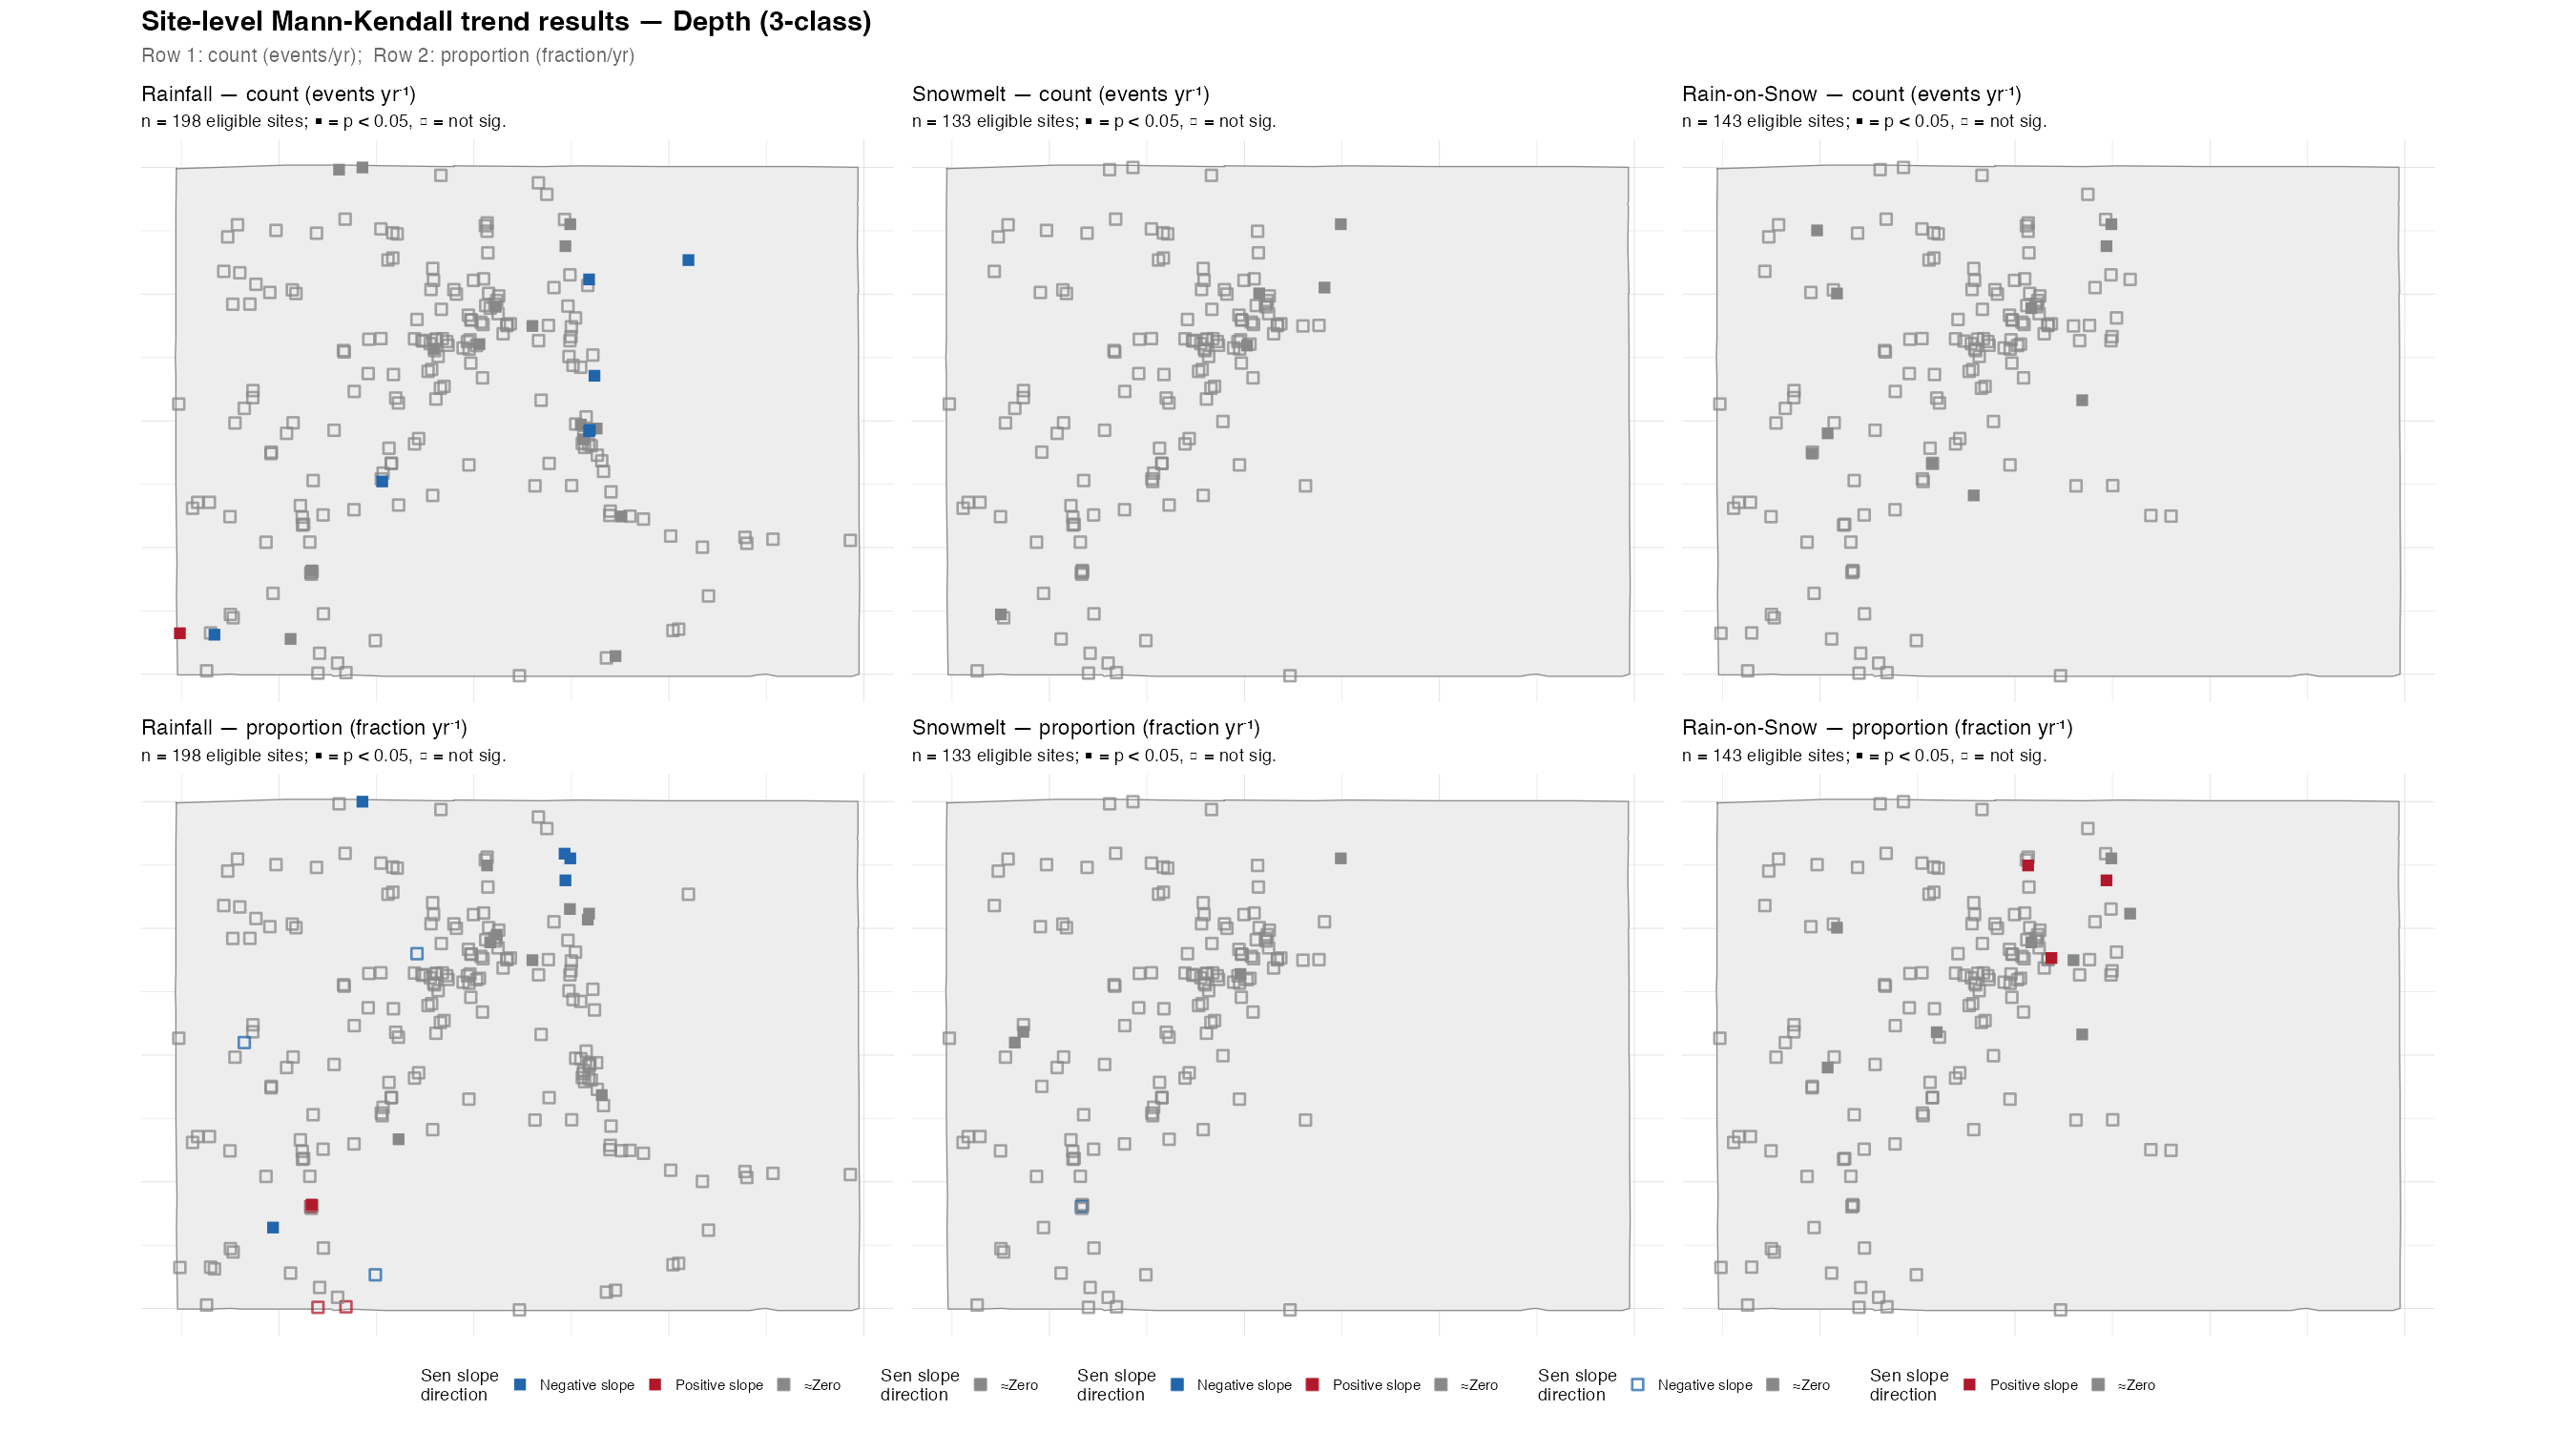 Site-level Mann-Kendall trend results — Depth (3-class)
Row 1: count (events/yr); Row 2: proportion (fraction/yr)
Rainfall — count (events yr⁻¹)
n = 198 eligible sites; ▪ = p < 0.05, ▫ = not sig.
Snowmelt — count (events yr⁻¹)
n = 133 eligible sites; ▪ = p < 0.05, ▫ = not sig.
Rain-on-Snow — count (events yr⁻¹)
n = 143 eligible sites; ▪ = p < 0.05, ▫ = not sig.
Rainfall — proportion (fraction yr⁻¹)
n = 198 eligible sites; ▪ = p < 0.05, ▫ = not sig.
Snowmelt — proportion (fraction yr⁻¹)
n = 133 eligible sites; ▪ = p < 0.05, ▫ = not sig.
Rain-on-Snow — proportion (fraction yr⁻¹)
n = 143 eligible sites; ▪ = p < 0.05, ▫ = not sig.
Sen slope
direction
Negative slope
Positive slope
≈Zero
Sen slope
direction
≈Zero
Sen slope
direction
Negative slope
Positive slope
≈Zero
Sen slope
direction
Negative slope
≈Zero
Sen slope
direction
Positive slope
≈Zero